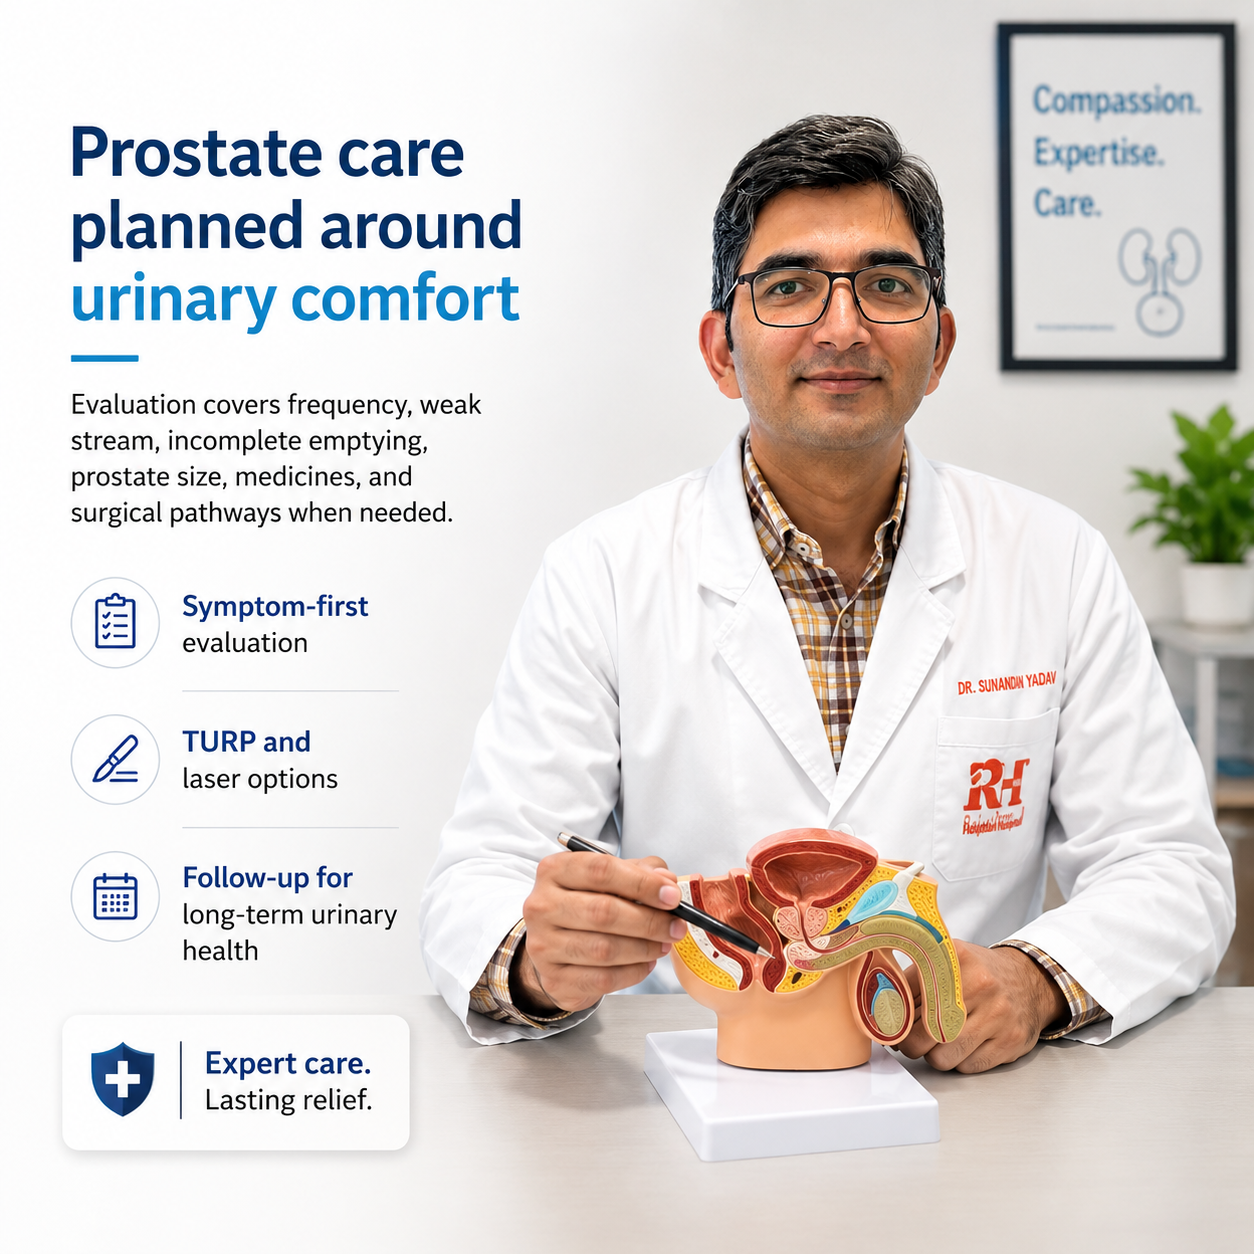 Prostate care
planned around
urinary comfort
Evaluation covers frequency, weak
stream, incomplete emptying,
prostate size, medicines, and
surgical pathways when needed.
Symptom-first
evaluation
TURP and
laser options
Follow-up for
long-term urinary
health
Expert care.
Lasting relief.
Compassion.
Expertise.
Care.
DR. SUNANDAN YADAV
RH